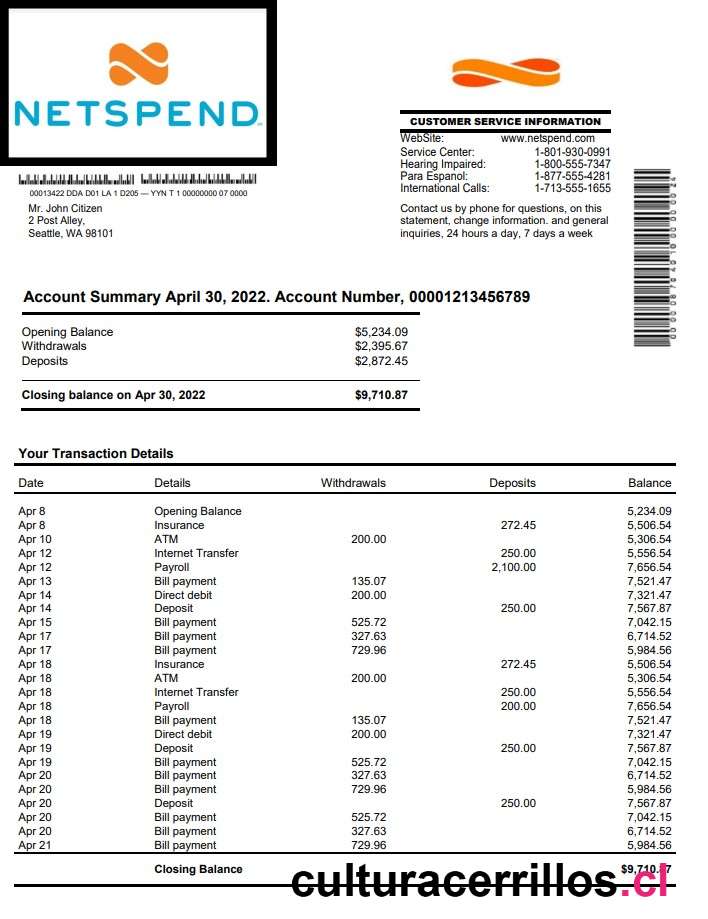 NETSPEND
CUSTOMER SERVICE INFORMATION
WebSite: www.netspend.com
Service Center: 1-801-930-0991
Hearing Impaired: 1-800-555-7347
Para Espanol: 1-877-555-4281
International Calls: 1-713-555-1655
00013422 DDA D01 LA 1 D205 — YYN T 1 00000000 07 0000
Mr. John Citizen
2 Post Alley,
Seattle, WA 98101
Contact us by phone for questions, on this
statement, change information. and general
inquiries, 24 hours a day, 7 days a week
Account Summary April 30, 2022. Account Number, 00001213456789
Opening Balance $5,234.09
Withdrawals $2,395.67
Deposits $2,872.45
Closing balance on Apr 30, 2022 $9,710.87
Your Transaction Details
Date Details Withdrawals Deposits Balance
Apr 8 Opening Balance 5,234.09
Apr 8 Insurance 272.45 5,506.54
Apr 10 ATM 200.00 5,306.54
Apr 12 Internet Transfer 250.00 5,556.54
Apr 12 Payroll 2,100.00 7,656.54
Apr 13 Bill payment 135.07 7,521.47
Apr 14 Direct debit 200.00 7,321.47
Apr 14 Deposit 250.00 7,567.87
Apr 15 Bill payment 525.72 7,042.15
Apr 17 Bill payment 327.63 6,714.52
Apr 17 Bill payment 729.96 5,984.56
Apr 18 Insurance 272.45 5,506.54
Apr 18 ATM 200.00 5,306.54
Apr 18 Internet Transfer 250.00 5,556.54
Apr 18 Payroll 200.00 7,656.54
Apr 18 Bill payment 135.07 7,521.47
Apr 19 Direct debit 200.00 7,321.47
Apr 19 Deposit 250.00 7,567.87
Apr 19 Bill payment 525.72 7,042.15
Apr 20 Bill payment 327.63 6,714.52
Apr 20 Bill payment 729.96 5,984.56
Apr 20 Deposit 250.00 7,567.87
Apr 20 Bill payment 525.72 7,042.15
Apr 20 Bill payment 327.63 6,714.52
Apr 21 Bill payment 729.96 5,984.56
Closing Balance $9,710.87
culturacerrillos.cl